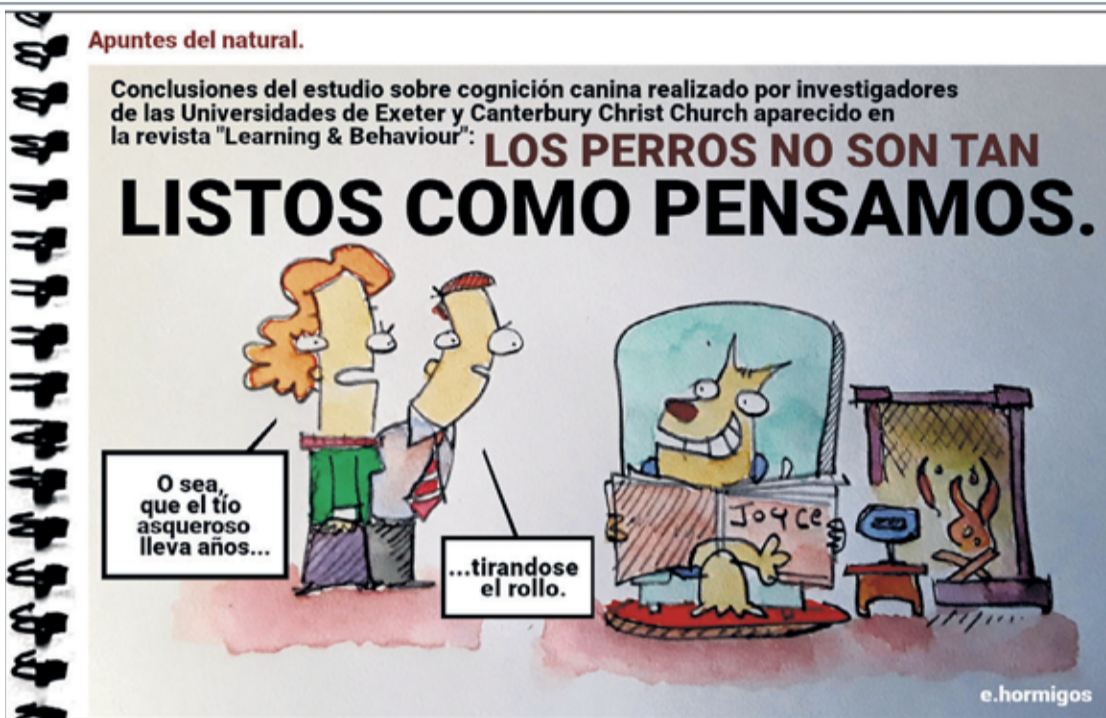 Apuntes del natural.
Conclusiones del estudio sobre cognición canina realizado por investigadores
de las Universidades de Exeter y Canterbury Christ Church aparecido en
la revista "Learning & Behaviour":
LOS PERROS NO SON TAN
LISTOS COMO PENSAMOS.
O sea,
que el tío
asqueroso
lleva años...
...tirandose
el rollo.
Joyce
e.hormigos